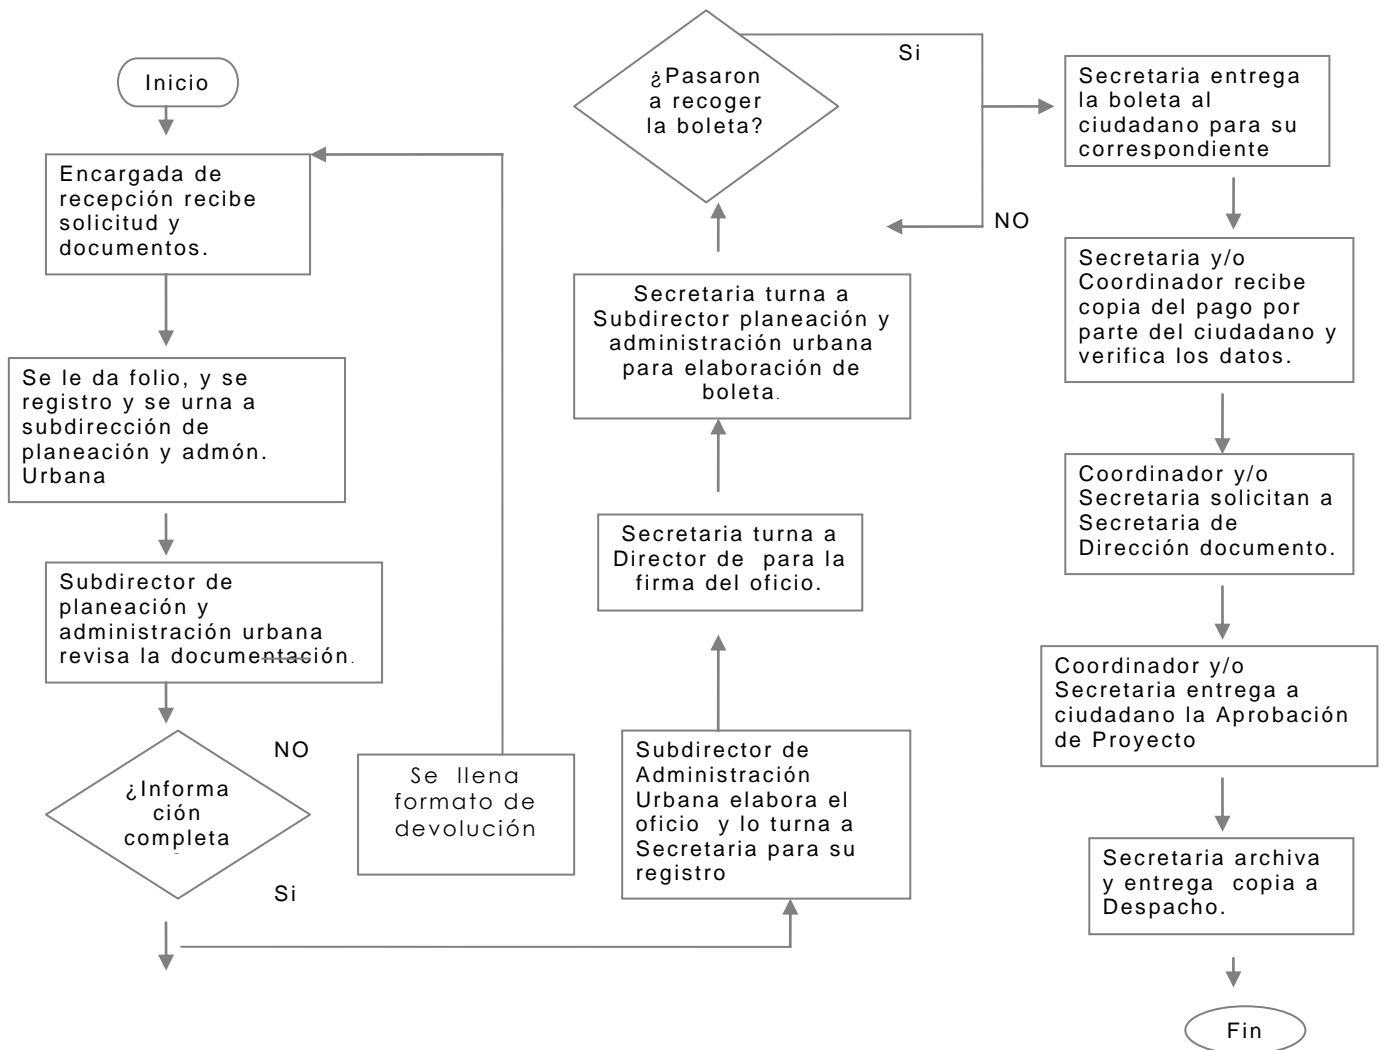 Inicio
Encargada de
recepción recibe
solicitud y
documentos.
Se le da folio, y se
registro y se urna a
subdirección de
planeación y admón.
Urbana
Subdirector de
planeación y
administración urbana
revisa la documentación.
¿Informa
ción
completa
NO
Si
Se llena
formato de
devolución
¿Pasaron
a recoger
la boleta?
Si
NO
Secretaria turna a
Subdirector planeación y
administración urbana
para elaboración de
boleta.
Secretaria turna a
Director de  para la
firma del oficio.
Subdirector de
Administración
Urbana elabora el
oficio  y lo turna a
Secretaria para su
registro
Secretaria entrega
la boleta al
ciudadano para su
correspondiente
Secretaria y/o
Coordinador recibe
copia del pago por
parte del ciudadano y
verifica los datos.
Coordinador y/o
Secretaria solicitan a
Secretaria de
Dirección documento.
Coordinador y/o
Secretaria entrega a
ciudadano la Aprobación
de Proyecto
Secretaria archiva
y entrega  copia a
Despacho.
Fin